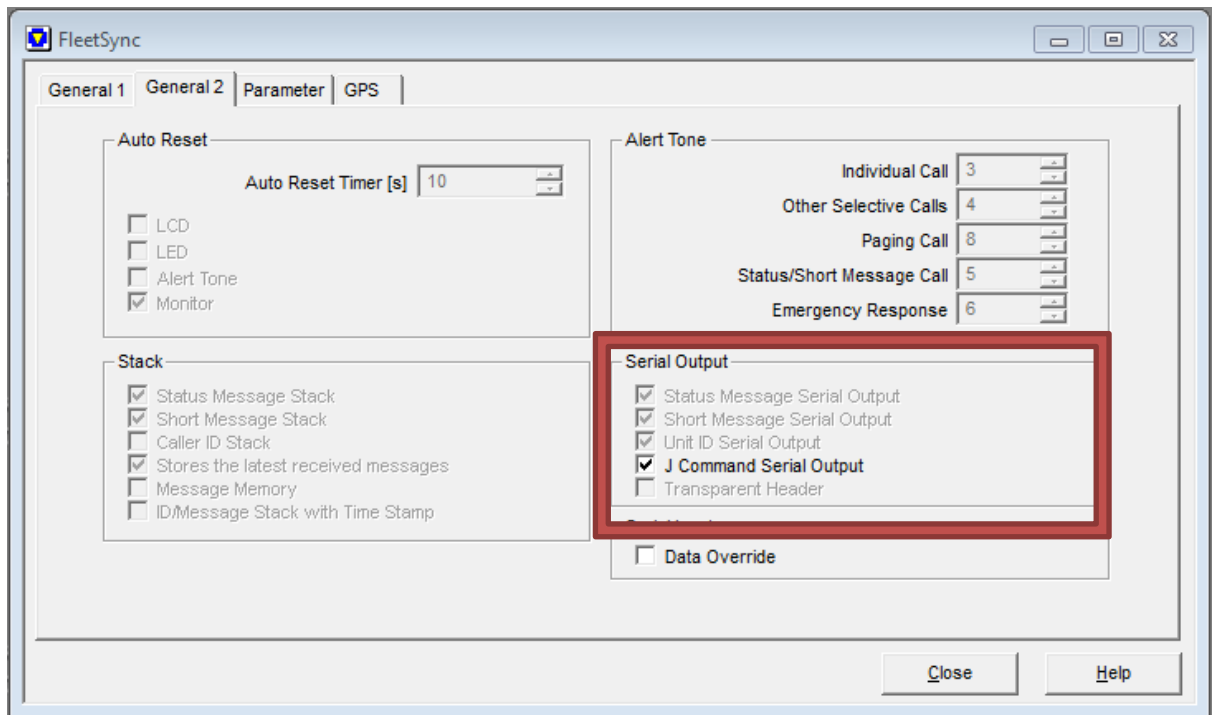 FleetSync
General 1 General 2 Parameter GPS
Auto Reset
Auto Reset Timer [s] 10
LCD
LED
Alert Tone
Monitor
Alert Tone
Individual Call 3
Other Selective Calls 4
Paging Call 8
Status/Short Message Call 5
Emergency Response 6
Stack
Status Message Stack
Short Message Stack
Caller ID Stack
Stores the latest received messages
Message Memory
ID/Message Stack with Time Stamp
Serial Output
Status Message Serial Output
Short Message Serial Output
Unit ID Serial Output
J Command Serial Output
Transparent Header
Data Override
Close Help